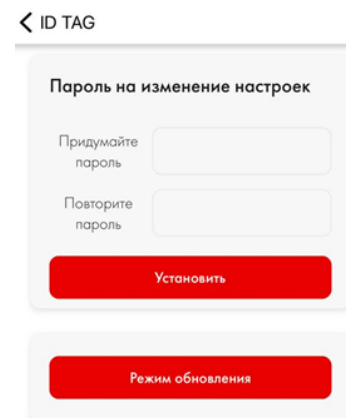 ID TAG
Пароль на изменение настроек
Придумайте
пароль
Повторите
пароль
Установить
Режим обновления